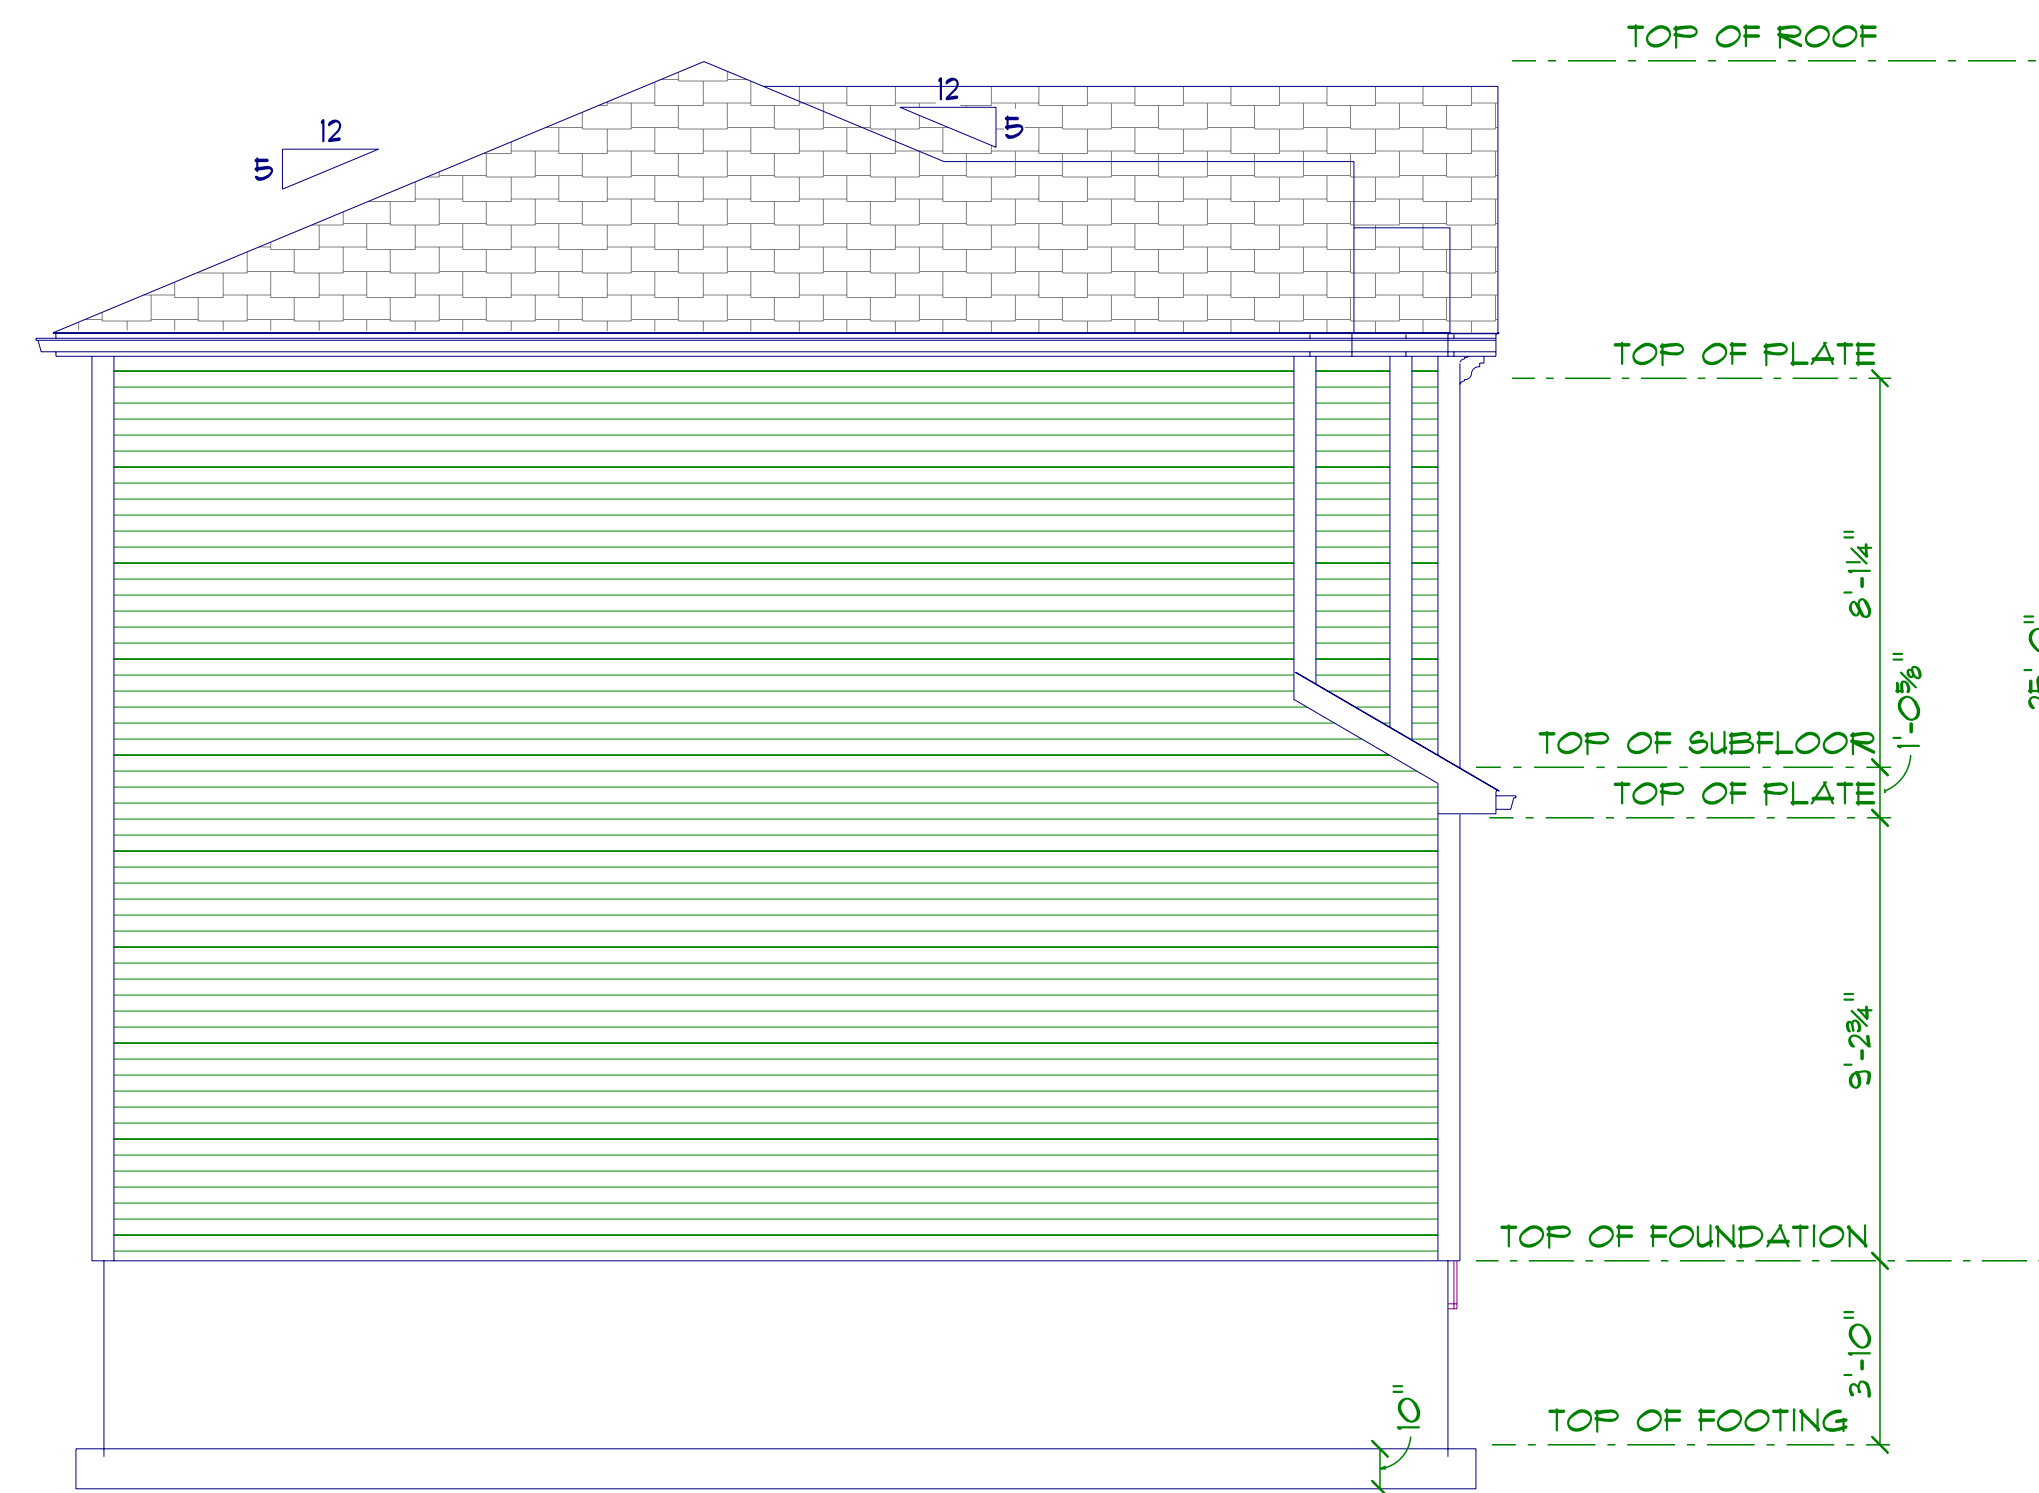 TOP OF ROOF
12
5
12
5
TOP OF PLATE
8'-1¼"
1'-0⅝"
TOP OF SUBFLOOR
TOP OF PLATE
9'-2¾"
TOP OF FOUNDATION
3'-10"
10"
TOP OF FOOTING